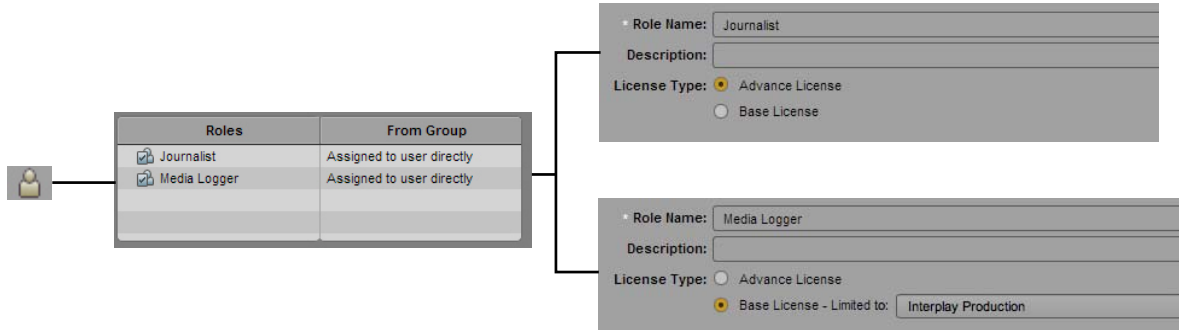 * Role Name: Journalist
Description:
License Type: Advance License
Base License
Roles From Group
Journalist Assigned to user directly
Media Logger Assigned to user directly
* Role Name: Media Logger
Description:
License Type: Advance License
Base License - Limited to: Interplay Production